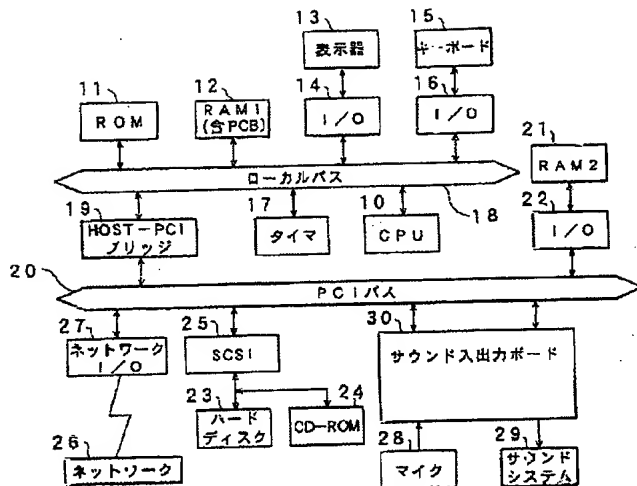 13
表示器
15
キーボード
11
ROM
12
RAM1
(含PCB)
14
I/O
16
I/O
21
RAM2
ローカルバス
18
19
HOST-PCI
ブリッジ
17
タイマ
10
CPU
22
I/O
20
PCIバス
27
ネットワーク
I/O
25
SCSI
30
サウンド入出力ボード
23
ハード
ディスク
24
CD-ROM
26
ネットワーク
28
マイク
29
サウンド
システム